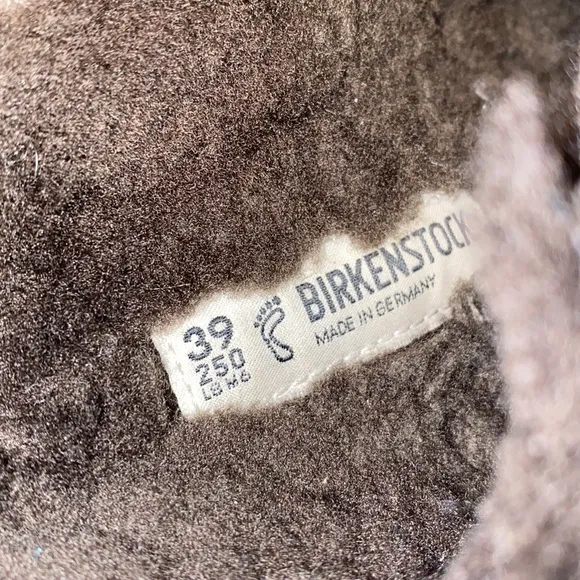 39
250
L8 M6
BIRKENSTOCK
MADE IN GERMANY